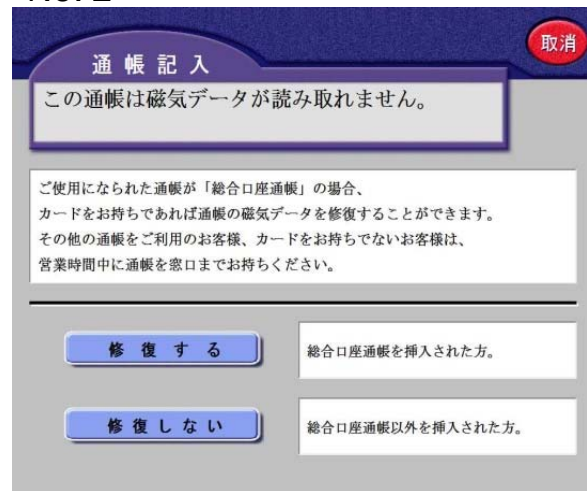 取消
通帳記入
この通帳は磁気データが読み取れません。
ご使用になられた通帳が「総合口座通帳」の場合、
カードをお持ちであれば通帳の磁気データを修復することができます。
その他の通帳をご利用のお客様、カードをお持ちでないお客様は、
営業時間中に通帳を窓口までお持ちください。
修復する
総合口座通帳を挿入された方。
修復しない
総合口座通帳以外を挿入された方。